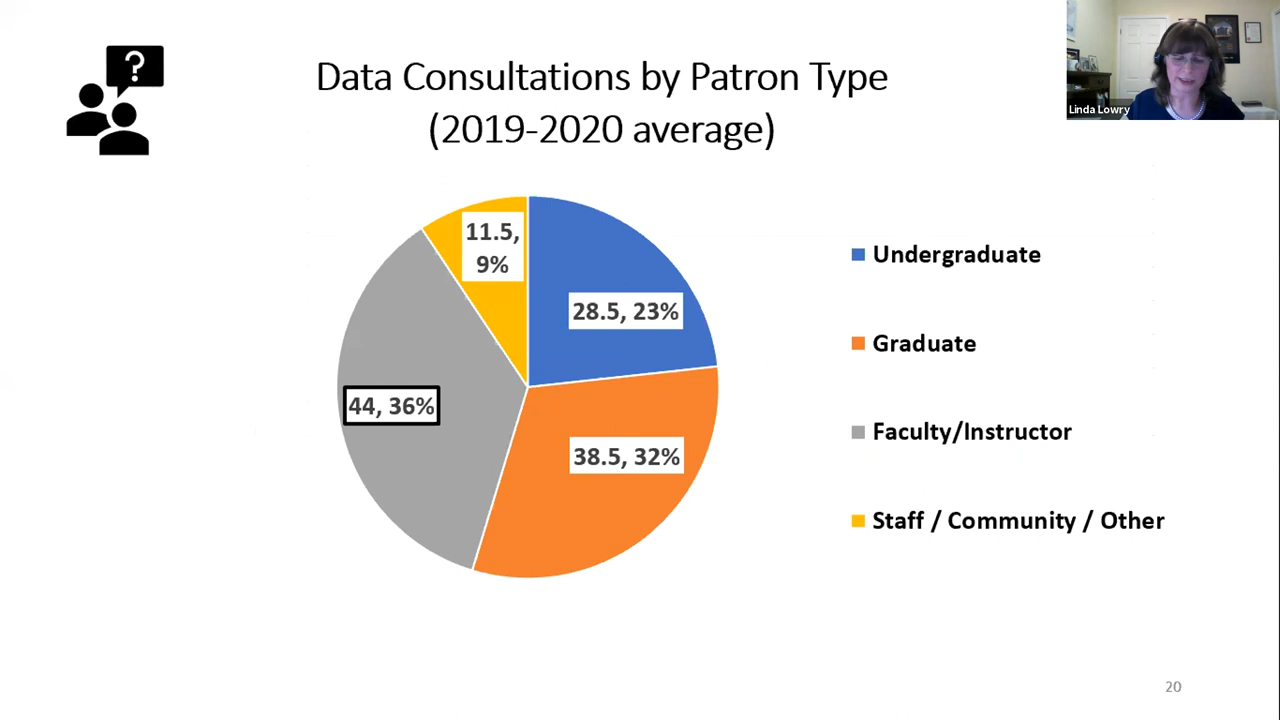 ?
Data Consultations by Patron Type
(2019-2020 average)
Linda Lowry
11.5,
9%
28.5, 23%
44, 36%
38.5, 32%
Undergraduate
Graduate
Faculty/Instructor
Staff / Community / Other
20